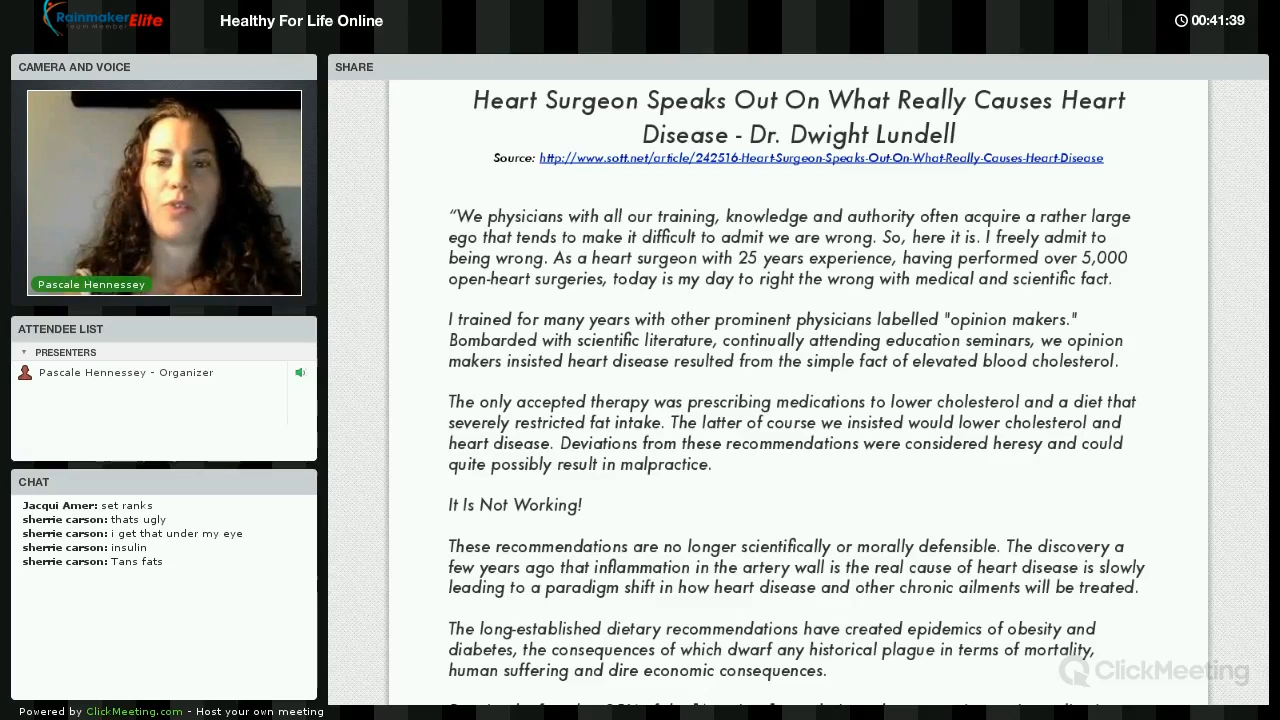 RainmakerElite
Team Member
Healthy For Life Online
00:41:39
CAMERA AND VOICE
Pascale Hennessey
ATTENDEE LIST
PRESENTERS
Pascale Hennessey - Organizer
CHAT
Jacqui Amer: set ranks
sherrie carson: thats ugly
sherrie carson: i get that under my eye
sherrie carson: insulin
sherrie carson: Tans fats
Powered by ClickMeeting.com - Host your own meeting
SHARE
Heart Surgeon Speaks Out On What Really Causes Heart
Disease - Dr. Dwight Lundell
Source: http://www.sott.net/article/242516-Heart-Surgeon-Speaks-Out-On-What-Really-Causes-Heart-Disease
“We physicians with all our training, knowledge and authority often acquire a rather large
ego that tends to make it difficult to admit we are wrong. So, here it is. I freely admit to
being wrong. As a heart surgeon with 25 years experience, having performed over 5,000
open-heart surgeries, today is my day to right the wrong with medical and scientific fact.
I trained for many years with other prominent physicians labelled "opinion makers."
Bombarded with scientific literature, continually attending education seminars, we opinion
makers insisted heart disease resulted from the simple fact of elevated blood cholesterol.
The only accepted therapy was prescribing medications to lower cholesterol and a diet that
severely restricted fat intake. The latter of course we insisted would lower cholesterol and
heart disease. Deviations from these recommendations were considered heresy and could
quite possibly result in malpractice.
It Is Not Working!
These recommendations are no longer scientifically or morally defensible. The discovery a
few years ago that inflammation in the artery wall is the real cause of heart disease is slowly
leading to a paradigm shift in how heart disease and other chronic ailments will be treated.
The long-established dietary recommendations have created epidemics of obesity and
diabetes, the consequences of which dwarf any historical plague in terms of mortality,
human suffering and dire economic consequences.
ClickMeeting